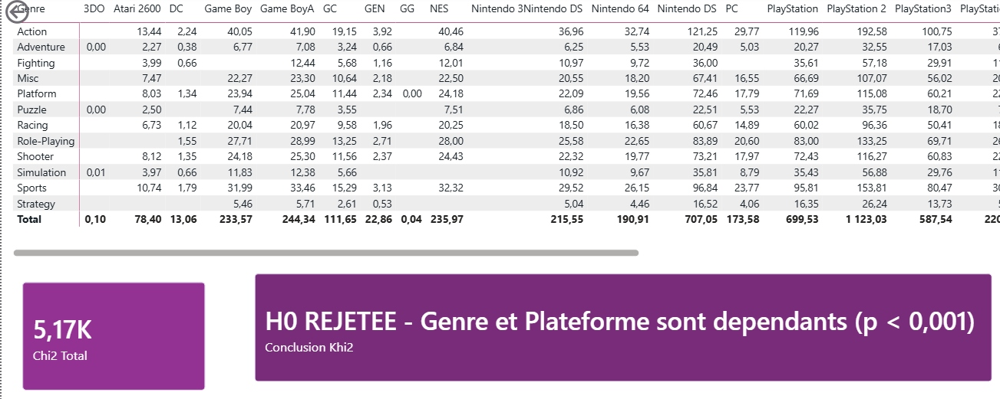 Genre 3DO Atari 2600 DC Game Boy Game BoyA GC GEN GG NES Nintendo 3Nintendo DS Nintendo 64 Nintendo DS PC PlayStation PlayStation 2 PlayStation3 PlayStati
Action 13,44 2,24 40,05 41,90 19,15 3,92 40,46 36,96 32,74 121,25 29,77 119,96 192,58 100,75 37
Adventure 0,00 2,27 0,38 6,77 7,08 3,24 0,66 6,84 6,25 5,53 20,49 5,03 20,27 32,55 17,03
Fighting 3,99 0,66 12,44 5,68 1,16 12,01 10,97 9,72 36,00 35,61 57,18 29,91 11
Misc 7,47 22,27 23,30 10,64 2,18 22,50 20,55 18,20 67,41 16,55 66,69 107,07 56,02 20
Platform 8,03 1,34 23,94 25,04 11,44 2,34 0,00 24,18 22,09 19,56 72,46 17,79 71,69 115,08 60,21 22
Puzzle 0,00 2,50 7,44 7,78 3,55 7,51 6,86 6,08 22,51 5,53 22,27 35,75 18,70
Racing 6,73 1,12 20,04 20,97 9,58 1,96 20,25 18,50 16,38 60,67 14,89 60,02 96,36 50,41 18
Role-Playing 1,55 27,71 28,99 13,25 2,71 28,00 25,58 22,65 83,89 20,60 83,00 133,25 69,71 26
Shooter 8,12 1,35 24,18 25,30 11,56 2,37 24,43 22,32 19,77 73,21 17,97 72,43 116,27 60,83 22
Simulation 0,01 3,97 0,66 11,83 12,38 5,66 10,92 9,67 35,81 8,79 35,43 56,88 29,76 11
Sports 10,74 1,79 31,99 33,46 15,29 3,13 32,32 29,52 26,15 96,84 23,77 95,81 153,81 80,47 30
Strategy 5,46 5,71 2,61 0,53 5,04 4,46 16,52 4,06 16,35 26,24 13,73
Total 0,10 78,40 13,06 233,57 244,34 111,65 22,86 0,04 235,97 215,55 190,91 707,05 173,58 699,53 1 123,03 587,54 220
5,17K
Chi2 Total
H0 REJETEE - Genre et Plateforme sont dependants (p < 0,001)
Conclusion Khi2